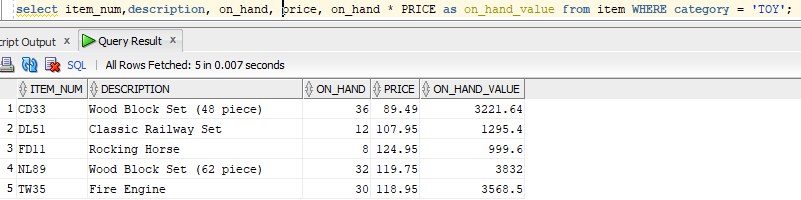 select item_num,description, on_hand, price, on_hand * PRICE as on_hand_value from item WHERE category = 'TOY';
cript Output x Query Result x
SQL | All Rows Fetched: 5 in 0.007 seconds
ITEM_NUM DESCRIPTION ON_HAND PRICE ON_HAND_VALUE
1 CD33 Wood Block Set (48 piece) 36 89.49 3221.64
2 DL51 Classic Railway Set 12 107.95 1295.4
3 FD11 Rocking Horse 8 124.95 999.6
4 NL89 Wood Block Set (62 piece) 32 119.75 3832
5 TW35 Fire Engine 30 118.95 3568.5